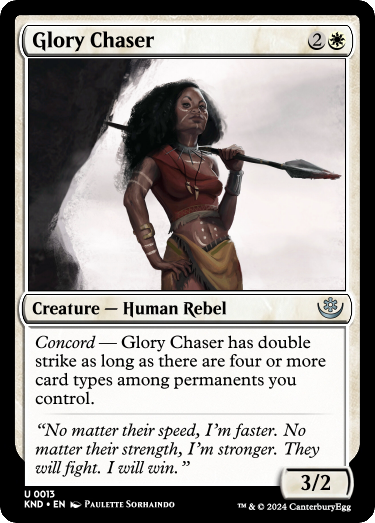 Glory Chaser 2
Creature — Human Rebel
Concord — Glory Chaser has double
strike as long as there are four or more
card types among permanents you
control.
“No matter their speed, I’m faster. No
matter their strength, I’m stronger. They
will fight. I will win.”
3/2
U 0013
KND • EN Paulette Sorhaindo
™ & © 2024 CanterburyEgg